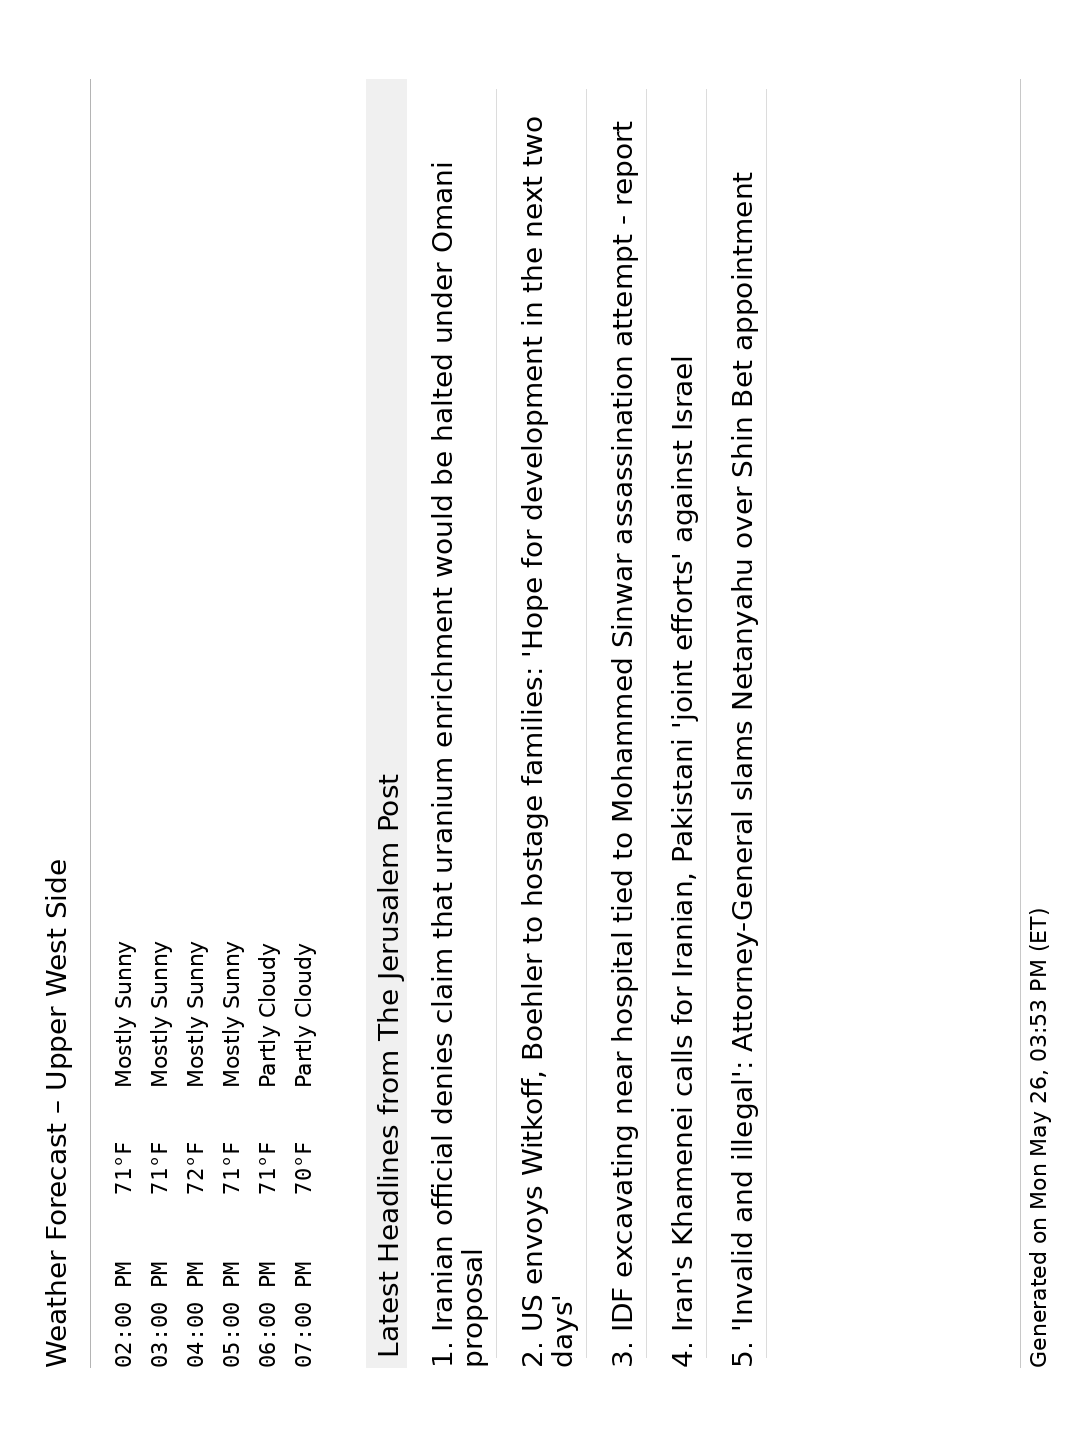 Weather Forecast – Upper West Side
02:00 PM 71°F Mostly Sunny
03:00 PM 71°F Mostly Sunny
04:00 PM 72°F Mostly Sunny
05:00 PM 71°F Mostly Sunny
06:00 PM 71°F Partly Cloudy
07:00 PM 70°F Partly Cloudy
Latest Headlines from The Jerusalem Post
1. Iranian official denies claim that uranium enrichment would be halted under Omani
proposal
2. US envoys Witkoff, Boehler to hostage families: 'Hope for development in the next two
days'
3. IDF excavating near hospital tied to Mohammed Sinwar assassination attempt - report
4. Iran's Khamenei calls for Iranian, Pakistani 'joint efforts' against Israel
5. 'Invalid and illegal': Attorney-General slams Netanyahu over Shin Bet appointment
Generated on Mon May 26, 03:53 PM (ET)